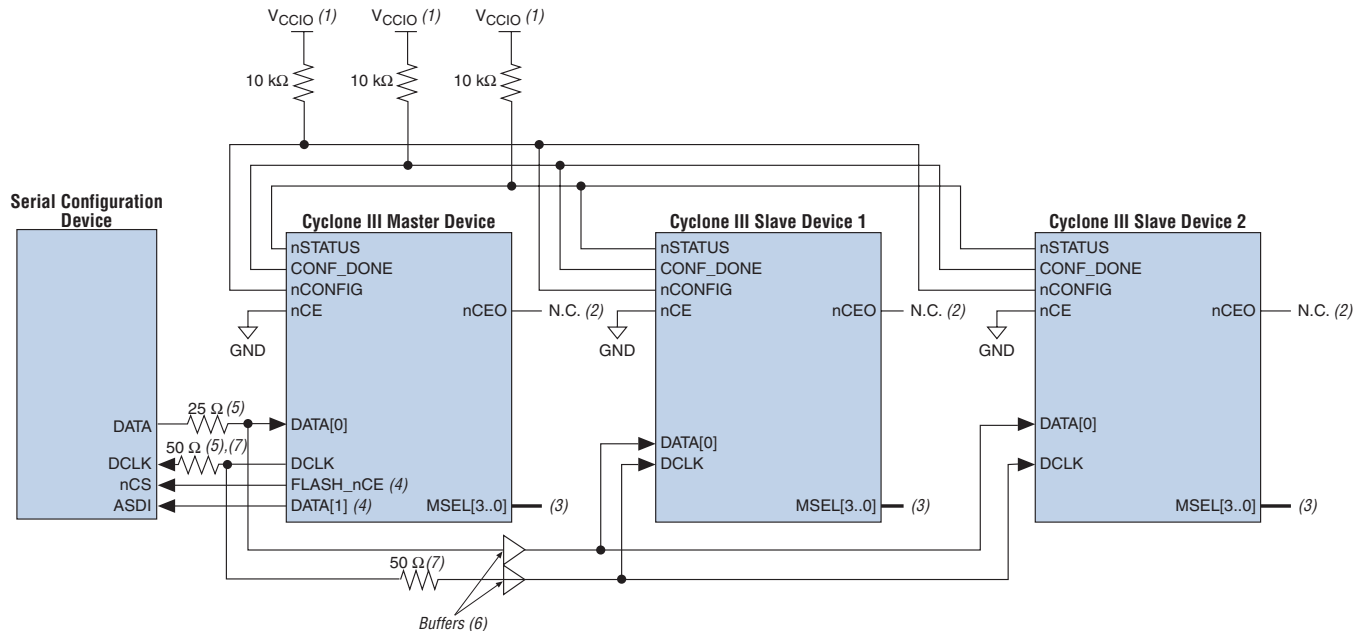 V_CCIO (1) V_CCIO (1) V_CCIO (1)
10 kΩ 10 kΩ 10 kΩ
Serial Configuration
Device
DATA
DCLK
nCS
ASDI
25 Ω (5)
50 Ω (5),(7)
Cyclone III Master Device
nSTATUS
CONF_DONE
nCONFIG
nCE
nCEO
N.C. (2)
GND
DATA[0]
DCLK
FLASH_nCE (4)
DATA[1] (4)
MSEL[3..0]
(3)
Cyclone III Slave Device 1
nSTATUS
CONF_DONE
nCONFIG
nCE
nCEO
N.C. (2)
GND
DATA[0]
DCLK
MSEL[3..0]
(3)
Cyclone III Slave Device 2
nSTATUS
CONF_DONE
nCONFIG
nCE
nCEO
N.C. (2)
GND
DATA[0]
DCLK
MSEL[3..0]
(3)
50 Ω (7)
Buffers (6)